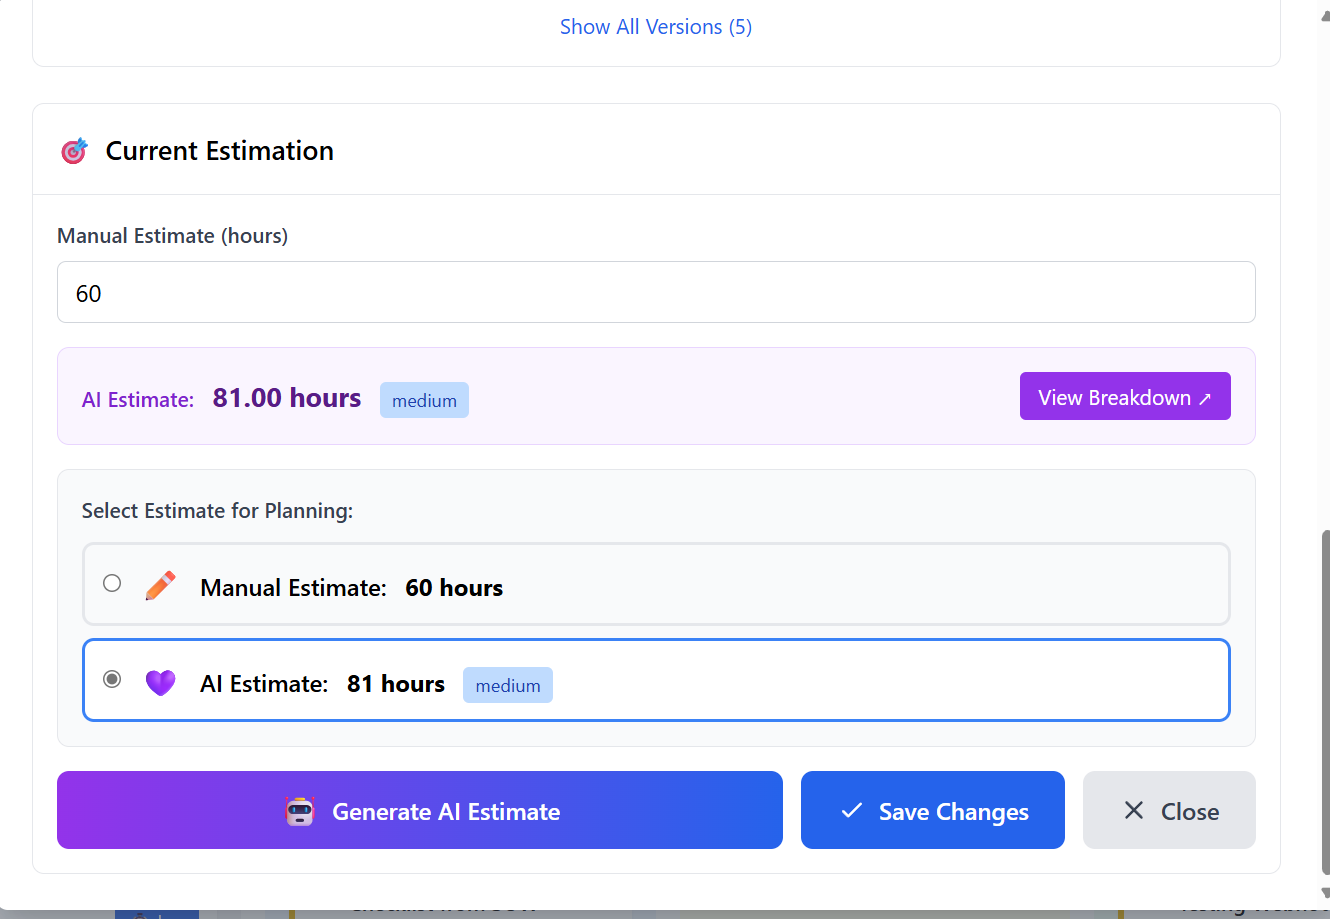 Show All Versions (5)
Current Estimation
Manual Estimate (hours)
60
AI Estimate: 81.00 hours medium
View Breakdown ↗
Select Estimate for Planning:
Manual Estimate: 60 hours
AI Estimate: 81 hours medium
Generate AI Estimate
✓ Save Changes
✕ Close